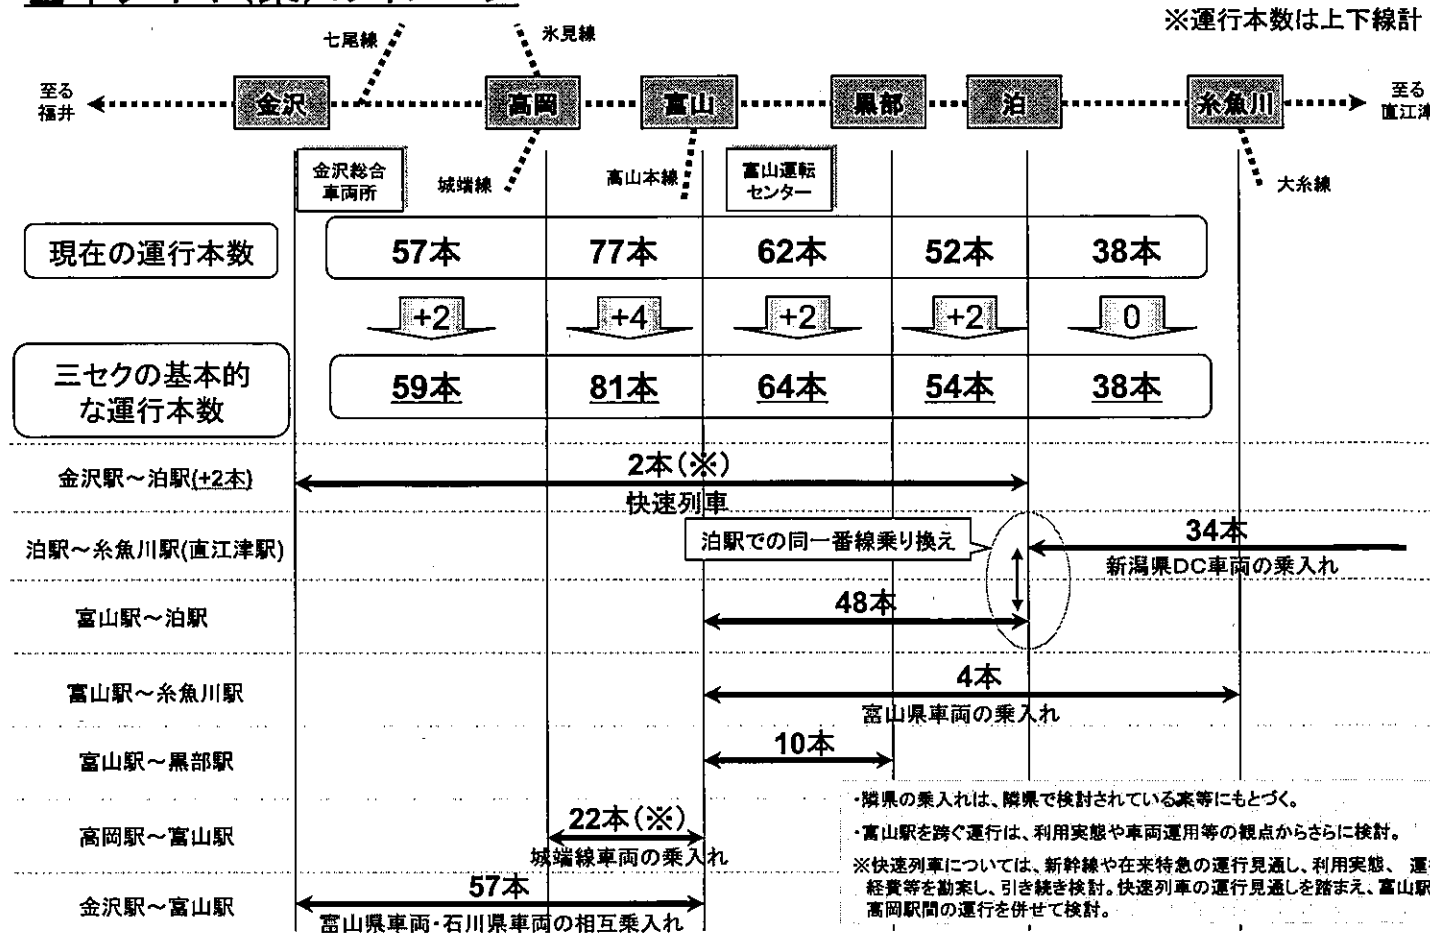 ※運行本数は上下線計
七尾線
氷見線
至る
福井
金沢
高岡
富山
黒部
泊
糸魚川
至る
直江津
金沢総合
車両所
城端線
高山本線
富山運転
センター
大糸線
現在の運行本数
57本
77本
62本
52本
38本
+2
+4
+2
+2
0
三セクの基本的
な運行本数
59本
81本
64本
54本
38本
金沢駅～泊駅(+2本)
2本(※)
快速列車
泊駅～糸魚川駅(直江津駅)
泊駅での同一番線乗り換え
34本
新潟県DC車両の乗入れ
富山駅～泊駅
48本
富山駅～糸魚川駅
4本
富山県車両の乗入れ
富山駅～黒部駅
10本
高岡駅～富山駅
22本(※)
城端線車両の乗入れ
金沢駅～富山駅
57本
富山県車両・石川県車両の相互乗入れ
・隣県の乗入れは、隣県で検討されている案等にもとづく。
・富山駅を跨ぐ運行は、利用実態や車両運用等の観点からさらに検討。
※快速列車については、新幹線や在来特急の運行見通し、利用実態、運
経費等を勘案し、引き続き検討。快速列車の運行見通しを踏まえ、富山駅
高岡駅間の運行を併せて検討。